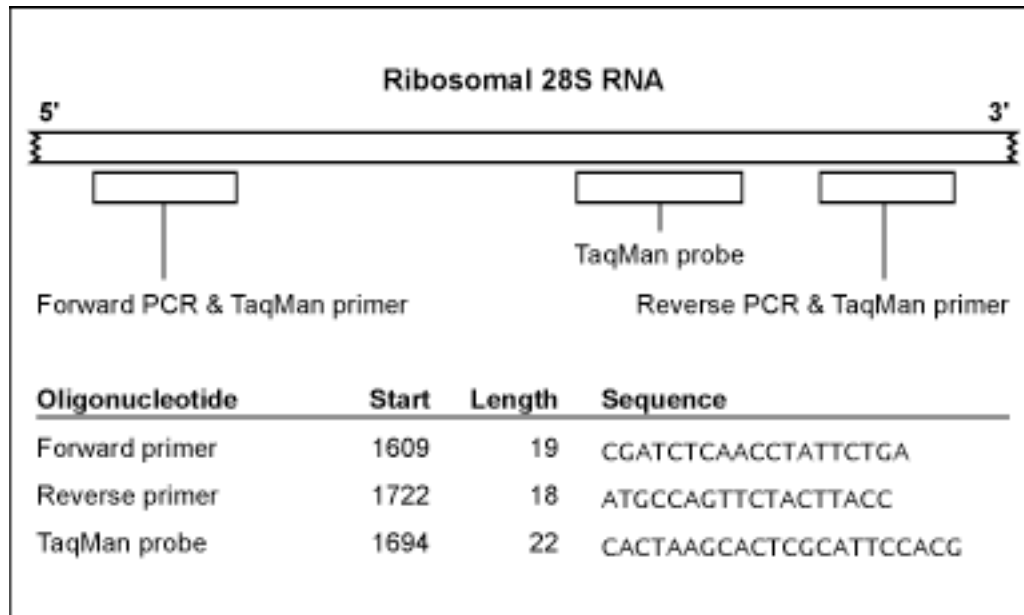 Ribosomal 28S RNA
5' 3'
TaqMan probe
Forward PCR & TaqMan primer Reverse PCR & TaqMan primer
Oligonucleotide Start Length Sequence
Forward primer 1609 19 CGATCTCAACCTATTCTGA
Reverse primer 1722 18 ATGCCAGTTCTACTTACC
TaqMan probe 1694 22 CACTAAGCACTCGCATTCCACG